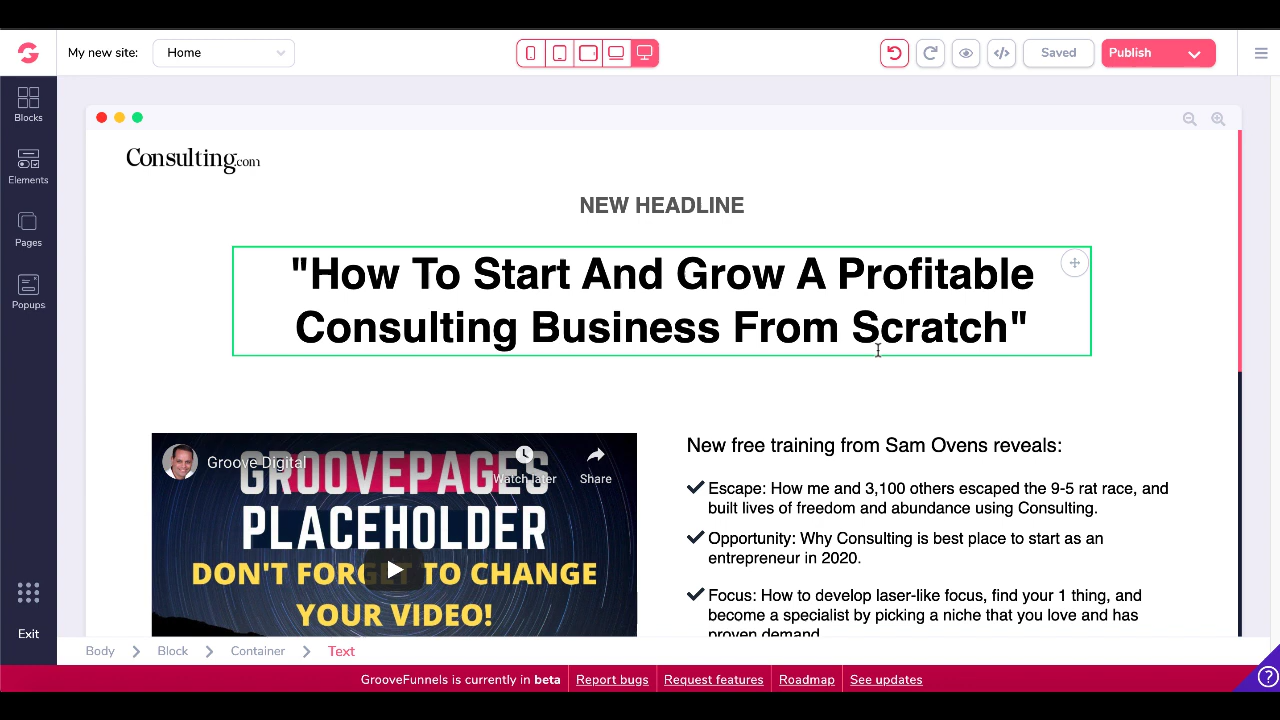 My new site:
Home
Saved
Publish
Blocks
Elements
Pages
Popups
Exit
Consulting.com
NEW HEADLINE
"How To Start And Grow A Profitable
Consulting Business From Scratch"
Groove Digital
Watch later
Share
GROOVEPAGES
PLACEHOLDER
DON'T FORGET TO CHANGE
YOUR VIDEO!
New free training from Sam Ovens reveals:
Escape: How me and 3,100 others escaped the 9-5 rat race, and
built lives of freedom and abundance using Consulting.
Opportunity: Why Consulting is best place to start as an
entrepreneur in 2020.
Focus: How to develop laser-like focus, find your 1 thing, and
become a specialist by picking a niche that you love and has
proven demand
Body
Block
Container
Text
GrooveFunnels is currently in beta
Report bugs
Request features
Roadmap
See updates
?